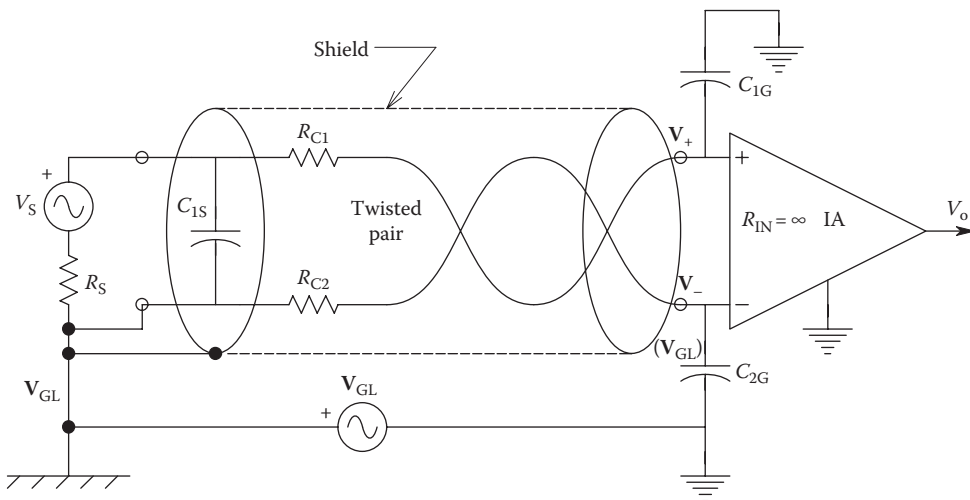 Shield
C1G
RC1
V+
+
+
VS
C1S
Twisted
pair
RIN = ∞ IA
Vo
RS
RC2
V−
−
(VGL)
C2G
VGL
VGL
+